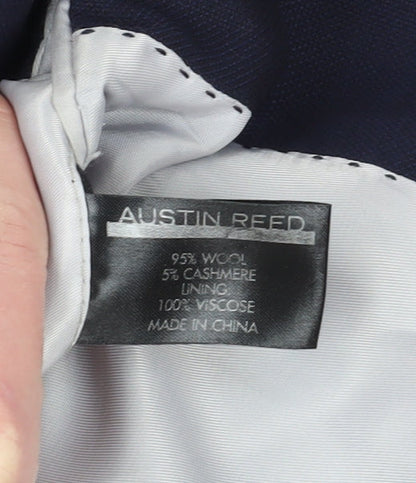 AUSTIN REED
95% WOOL
5% CASHMERE
LINING
100% VISCOSE
MADE IN CHINA